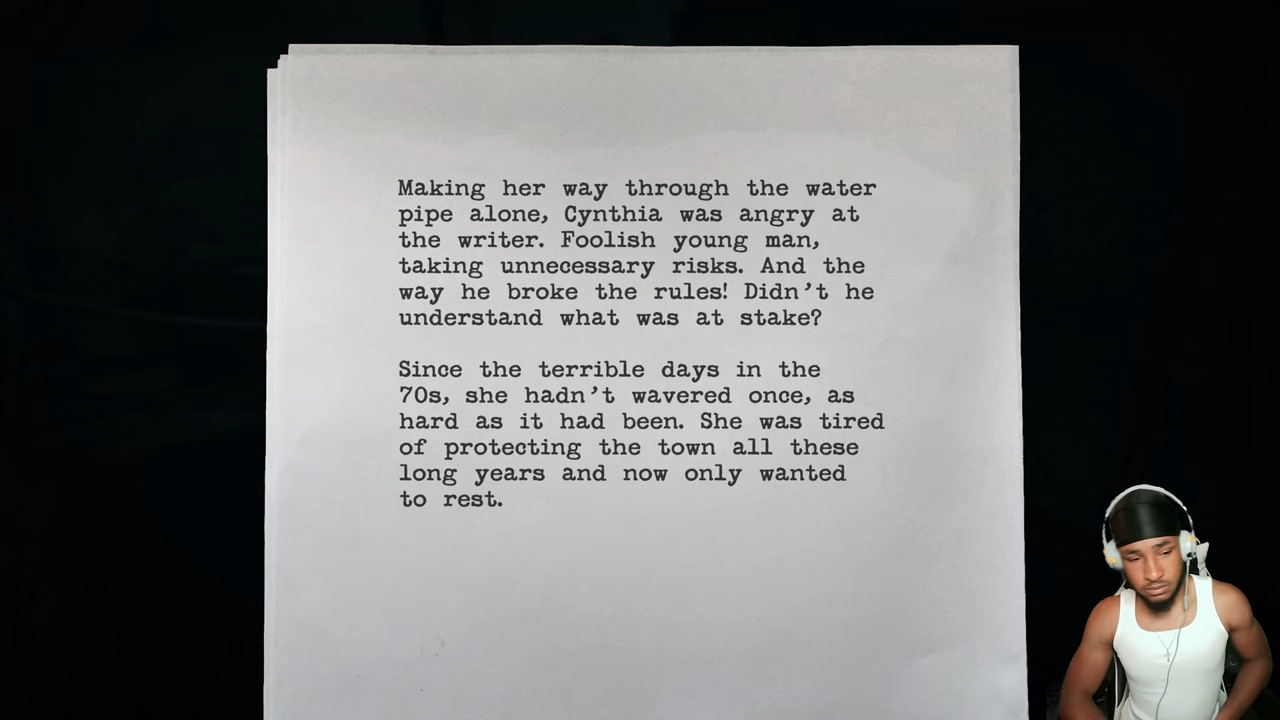 Making her way through the water
pipe alone, Cynthia was angry at
the writer. Foolish young man,
taking unnecessary risks. And the
way he broke the rules! Didn't he
understand what was at stake?
Since the terrible days in the
70s, she hadn't wavered once, as
hard as it had been. She was tired
of protecting the town all these
long years and now only wanted
to rest.